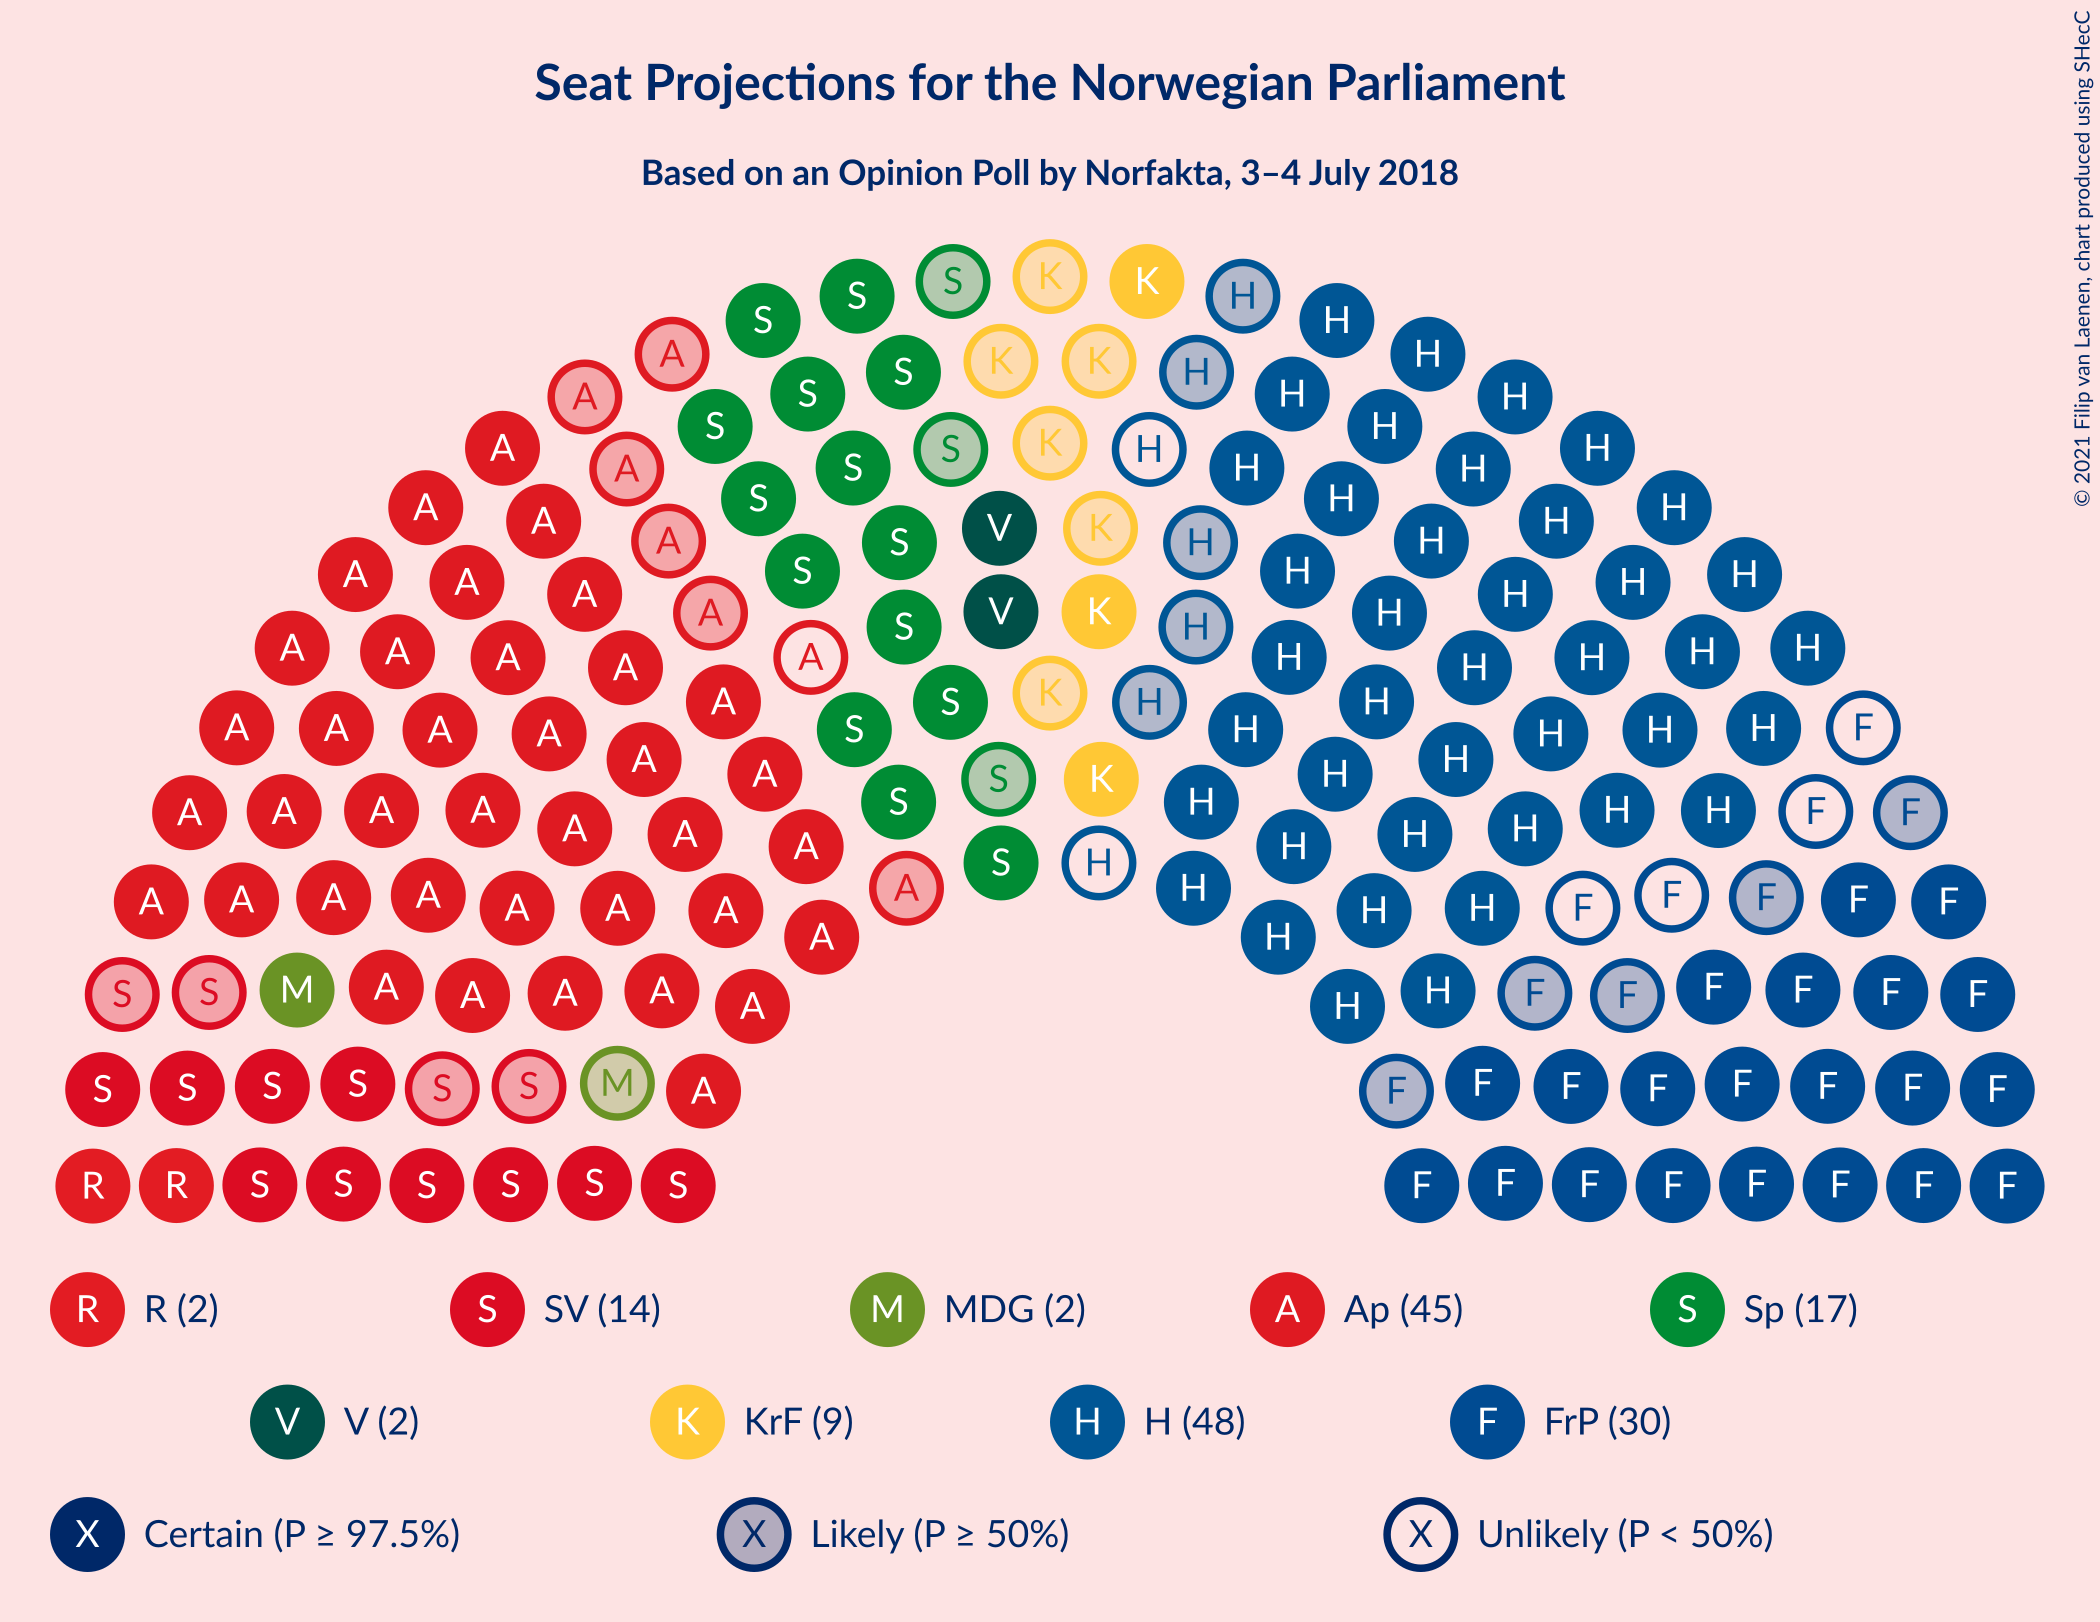 Seat Projections for the Norwegian Parliament
Based on an Opinion Poll by Norfakta, 3–4 July 2018
© 2021 Filip van Laenen, chart produced using SHecC
S K K H
S S H
A S K K H H
A S S H
A S S K H H H
A A S S H H H
A A S V K H H H H
A A A S S V K H H H H H
A A A A A S K H H H H H
A A A A A A S S K H H H H H H F
A A A A A A A S H H H H H H F F
A A A A A A A A S H H H H H F F F F F
S S M A A A A A H H F F F F F F
S S S S S S M A F F F F F F F F
R R S S S S S S F F F F F F F F
R R (2) S SV (14) M MDG (2) A Ap (45) S Sp (17)
V V (2) K KrF (9) H H (48) F FrP (30)
X Certain (P ≥ 97.5%) X Likely (P ≥ 50%) X Unlikely (P < 50%)